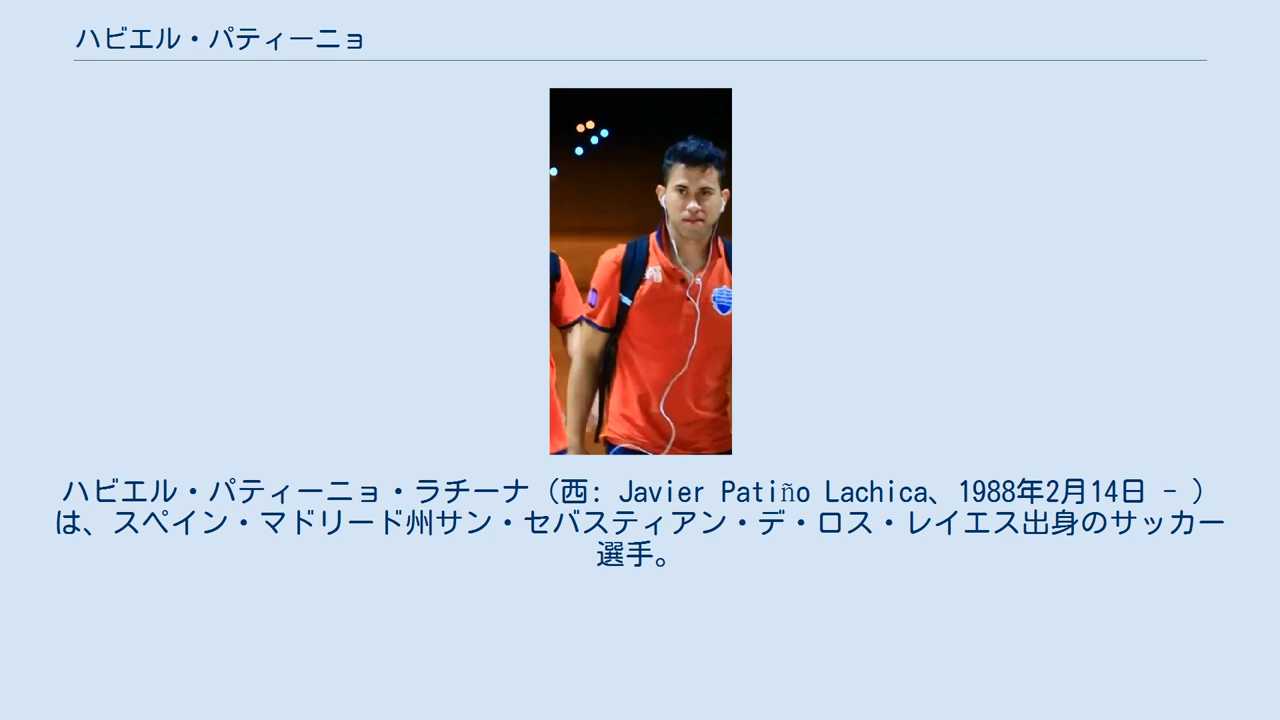 ハビエル・パティーニョ
ハビエル・パティーニョ・ラチーナ（西: Javier Patiño Lachica、1988年2月14日 - ）
は、スペイン・マドリード州サン・セバスティアン・デ・ロス・レイエス出身のサッカー
選手。